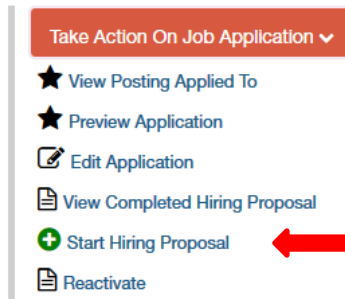 Take Action On Job Application
View Posting Applied To
Preview Application
Edit Application
View Completed Hiring Proposal
Start Hiring Proposal
Reactivate